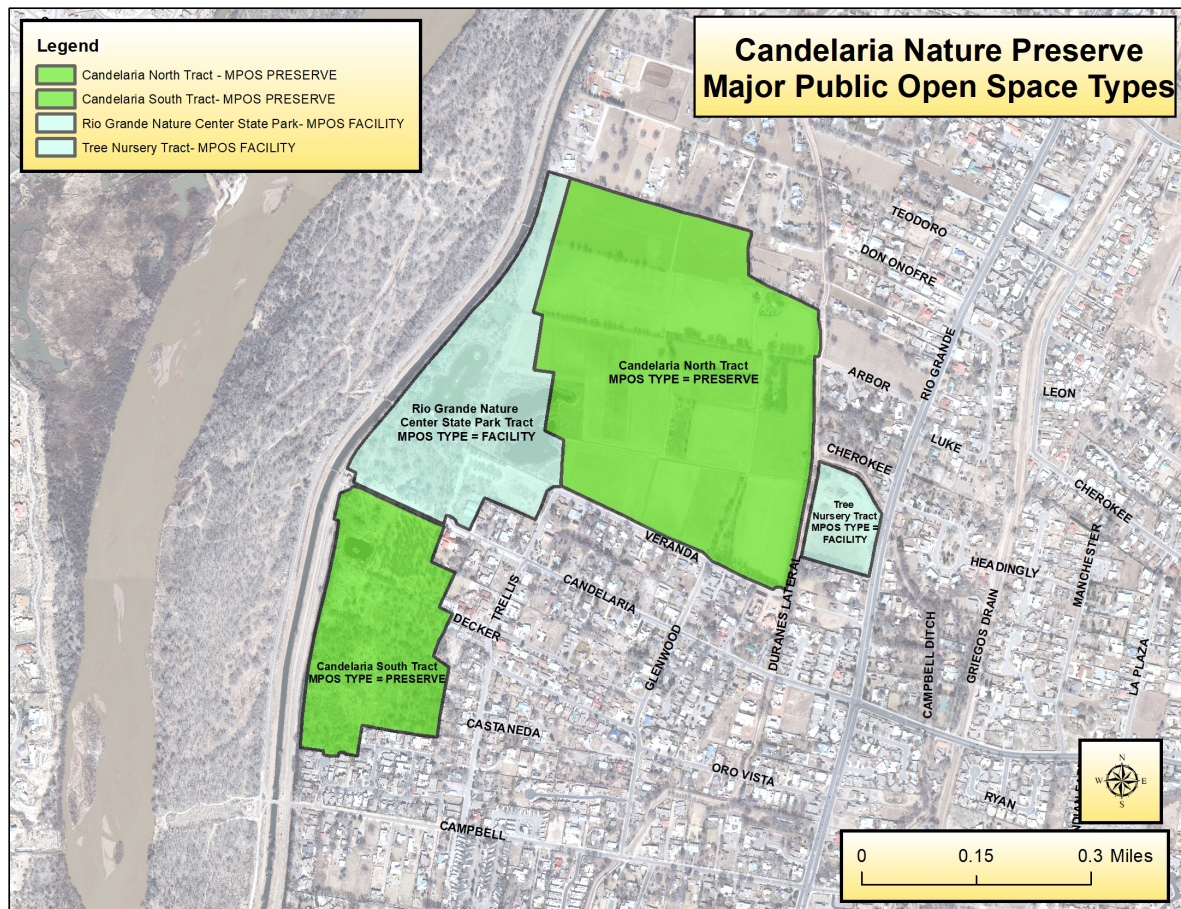 Legend
Candelaria North Tract - MPOS PRESERVE
Candelaria South Tract- MPOS PRESERVE
Rio Grande Nature Center State Park- MPOS FACILITY
Tree Nursery Tract- MPOS FACILITY
Candelaria Nature Preserve
Major Public Open Space Types
TEODORO
DON ONOFRE
RIO GRANDE
Candelaria North Tract
MPOS TYPE = PRESERVE
ARBOR
LEON
Rio Grande Nature
Center State Park Tract
MPOS TYPE = FACILITY
LUKE
CHEROKEE
CHEROKEE
Tree
Nursery Tract
MPOS TYPE =
FACILITY
VERANDA
HEADINGLY
MANCHESTER
TRELLIS
CANDELARIA
DECKER
GLENWOOD
DURANES LATERAL
CAMPBELL DITCH
GRIEGOS DRAIN
LA PLAZA
Candelaria South Tract
MPOS TYPE = PRESERVE
CASTANEDA
ORO VISTA
RYAN
CAMPBELL
N
W
E
S
0
0.15
0.3 Miles